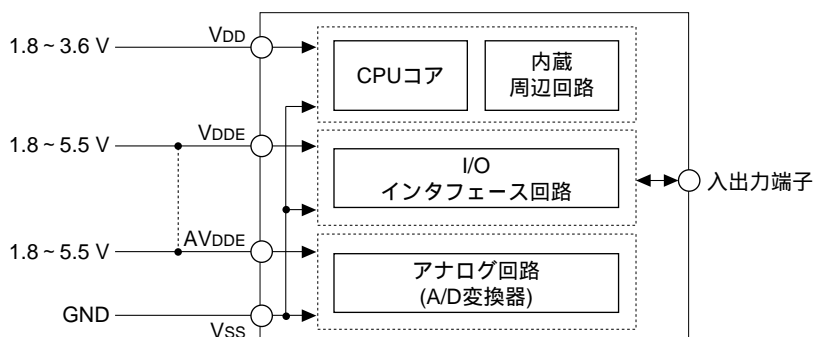 1.8 ~ 3.6 V
VDD
CPUコア
内蔵
周辺回路
1.8 ~ 5.5 V
VDDE
I/O
インタフェース回路
入出力端子
1.8 ~ 5.5 V
AVDDE
アナログ回路
(A/D変換器)
GND
VSS